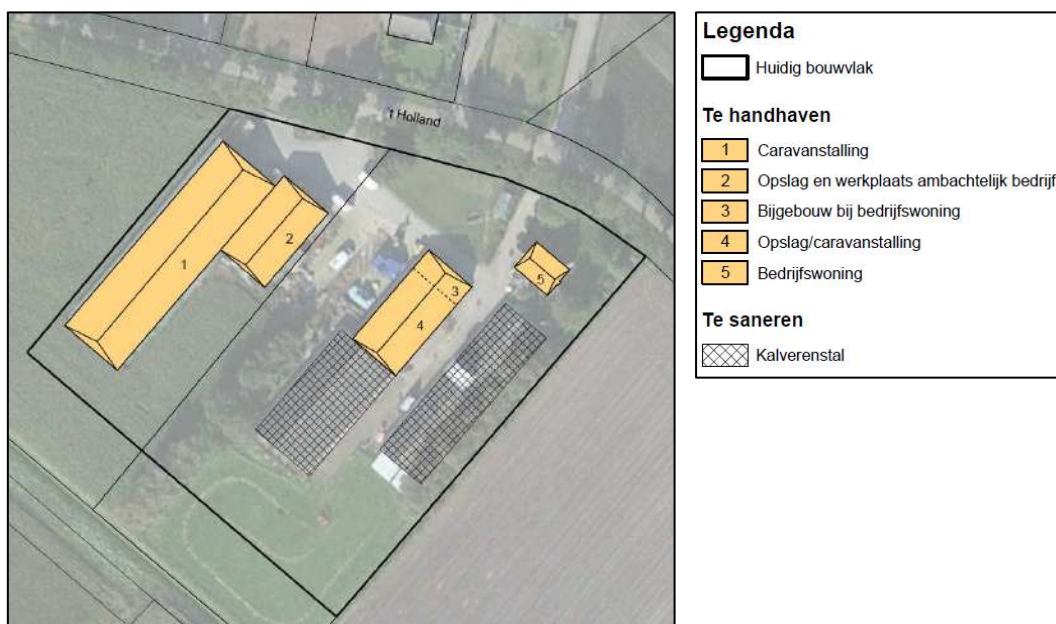 't Holland
1
2
3
4
5
Legenda
Huidig bouwvlak
Te handhaven
1 Caravanstalling
2 Opslag en werkplaats ambachtelijk bedrijf
3 Bijgebouw bij bedrijfswoning
4 Opslag/caravanstalling
5 Bedrijfswoning
Te saneren
Kalverenstal